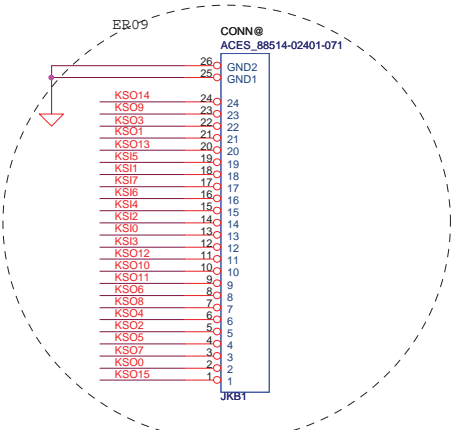 ER09
CONN@
ACES_88514-02401-071
26 GND2
25 GND1
KSO14 24 24
KSO9 23 23
KSO3 22 22
KSO1 21 21
KSO13 20 20
KSI5 19 19
KSI1 18 18
KSI7 17 17
KSI6 16 16
KSI4 15 15
KSI2 14 14
KSI0 13 13
KSI3 12 12
KSO12 11 11
KSO10 10 10
KSO11 9 9
KSO6 8 8
KSO8 7 7
KSO4 6 6
KSO2 5 5
KSO5 4 4
KSO7 3 3
KSO0 2 2
KSO15 1 1
JKB1